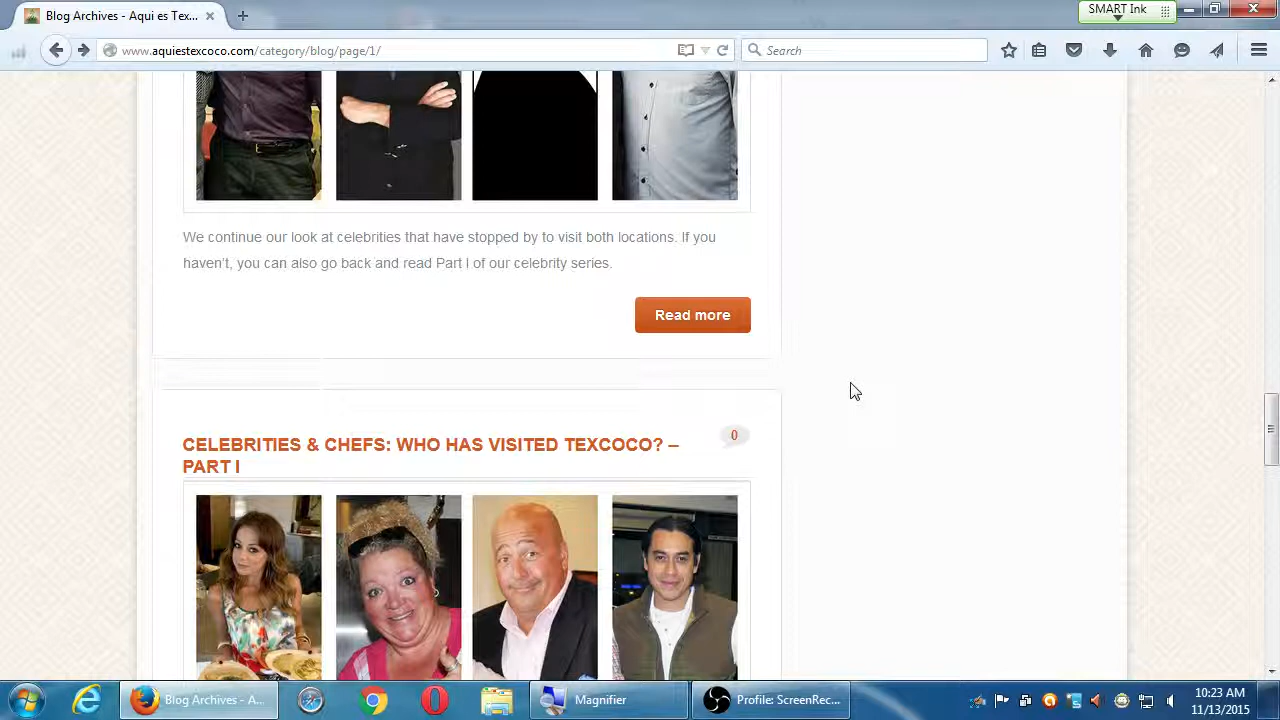 Blog Archives - Aqui es Tex...
SMART Ink
www.aquiestexcoco.com/category/blog/page/1/
Search
We continue our look at celebrities that have stopped by to visit both locations. If you
haven't, you can also go back and read Part I of our celebrity series.
Read more
0
CELEBRITIES & CHEFS: WHO HAS VISITED TEXCOCO? –
PART I
Blog Archives - A...
Magnifier
Profile: ScreenRec...
10:23 AM
11/13/2015